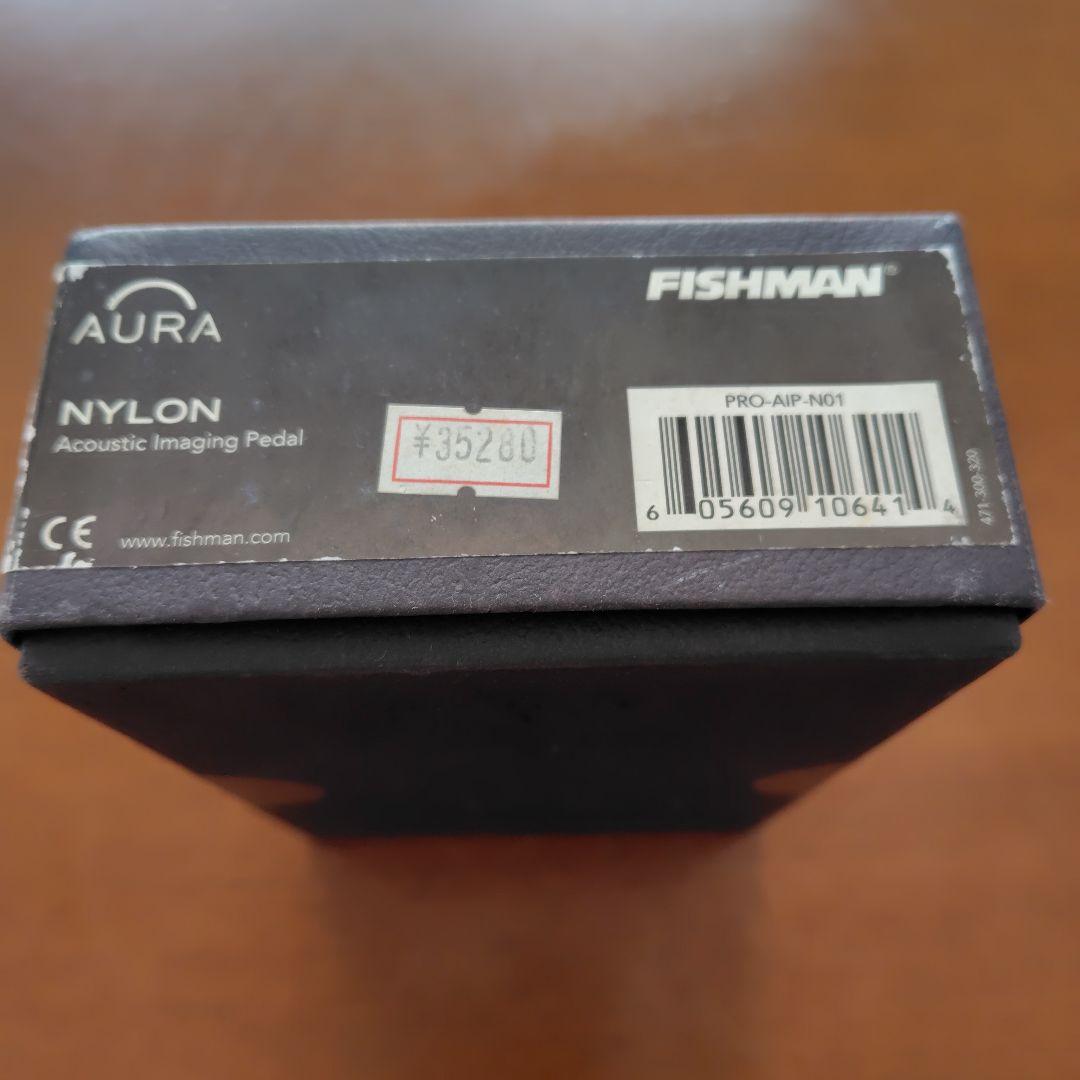 AURA
FISHMAN®
NYLON
Acoustic Imaging Pedal
¥35280
PRO-AIP-N01
6 05609 10641 4
CE www.fishman.com
471-300-320